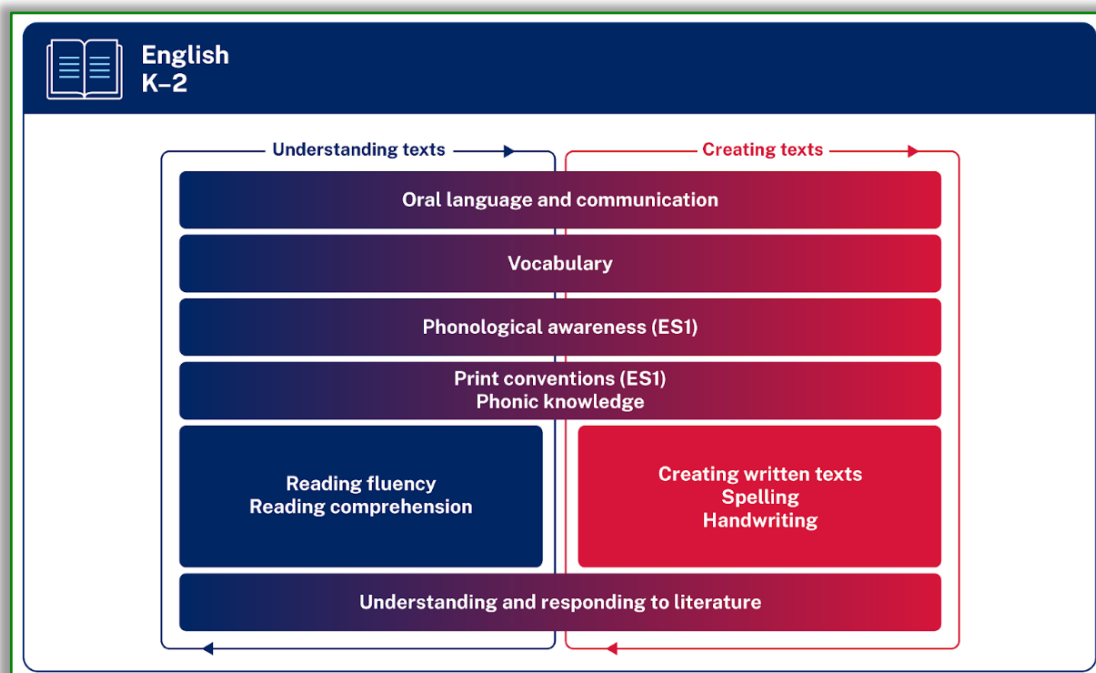 English
K–2
Understanding texts
Creating texts
Oral language and communication
Vocabulary
Phonological awareness (ES1)
Print conventions (ES1)
Phonic knowledge
Reading fluency
Reading comprehension
Creating written texts
Spelling
Handwriting
Understanding and responding to literature